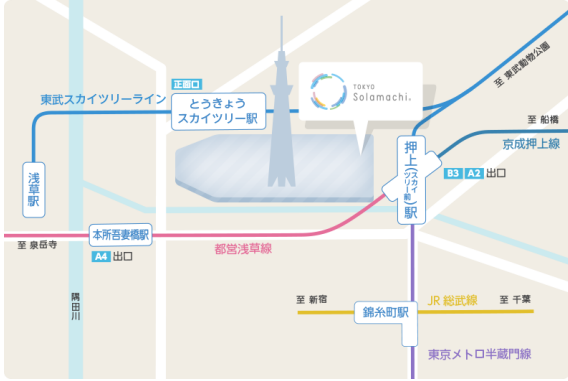 至 東武動物公園
正面口
TOKYO
Solamachi®
東武スカイツリーライン
とうきょう
スカイツリー駅
至 船橋
京成押上線
押上(スカイツリー前)駅
B3 A2 出口
浅草駅
本所吾妻橋駅
至 泉岳寺
A4 出口
都営浅草線
隅田川
至 新宿
JR 総武線
至 千葉
錦糸町駅
東京メトロ半蔵門線